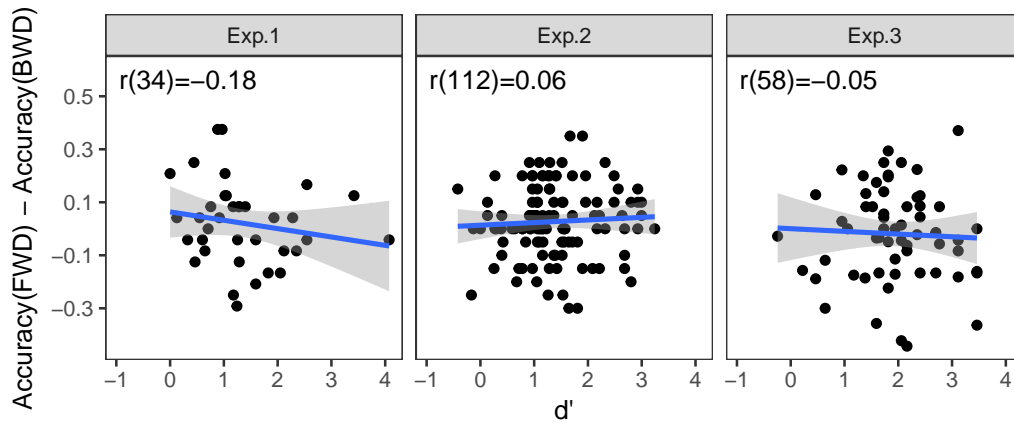 Exp.1
Exp.2
Exp.3
r(34)=−0.18
r(112)=0.06
r(58)=−0.05
Accuracy(FWD) − Accuracy(BWD)
0.5
0.3
0.1
−0.1
−0.3
−1 0 1 2 3 4
−1 0 1 2 3 4
−1 0 1 2 3 4
d'